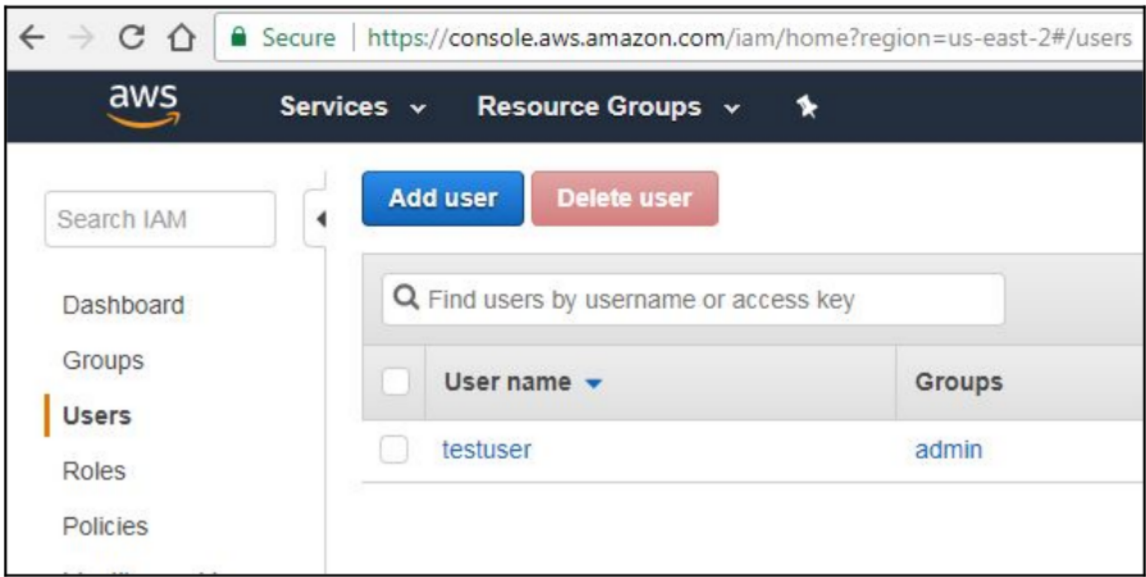 Secure | https://console.aws.amazon.com/iam/home?region=us-east-2#/users
aws Services Resource Groups
Add user Delete user
Search IAM
Dashboard
Groups
Users
Roles
Policies
Find users by username or access key
User name Groups
testuser admin